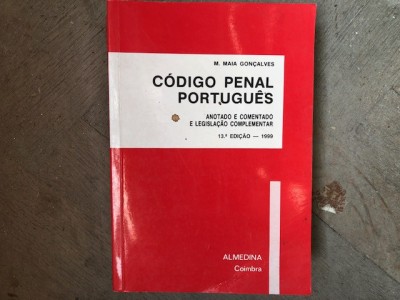 M. MAIA GONÇALVES
CÓDIGO PENAL
PORTUGUÊS
ANOTADO E COMENTADO
E LEGISLAÇÃO COMPLEMENTAR
13.ª EDIÇÃO — 1999
ALMEDINA
Coimbra